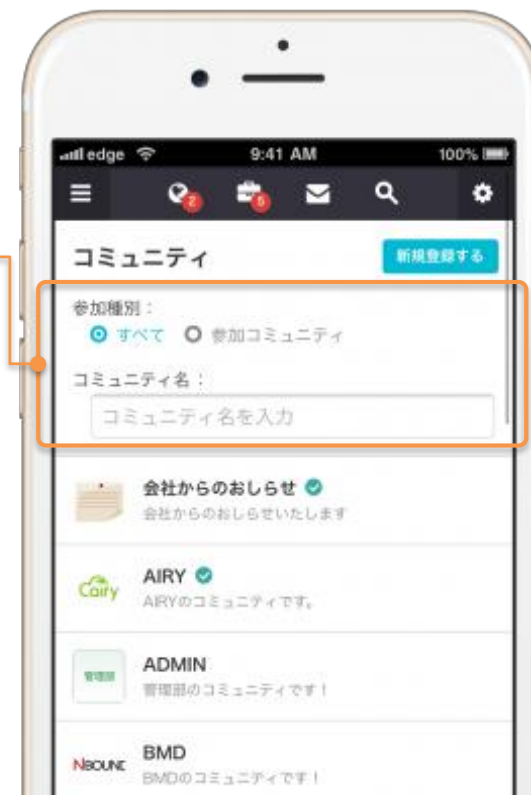 edge 9:41 AM 100%
2 5
コミュニティ 新規登録する
参加種別:
すべて 参加コミュニティ
コミュニティ名:
コミュニティ名を入力
会社からのおしらせ
会社からのおしらせいたします
AIRY
Cairy
AIRYのコミュニティです。
ADMIN
管理部
管理部のコミュニティです!
BMD
NBOUNE
BMDのコミュニティです!